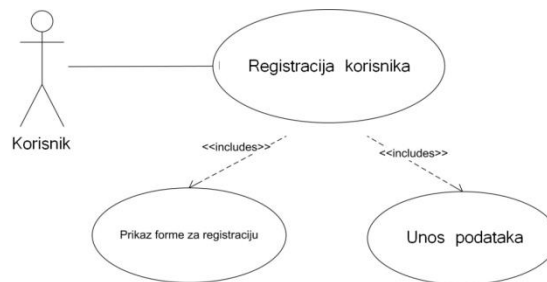 Registracija korisnika
Korisnik
<<includes>>
<<includes>>
Prikaz forme za registraciju
Unos podataka